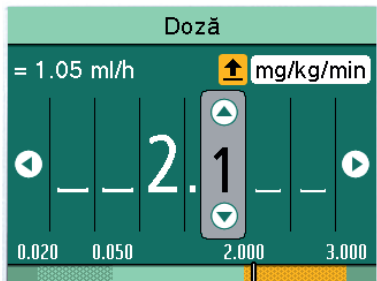 Doză
= 1.05 ml/h mg/kg/min
_ _ 2.1 _ _
0.020 0.050 2.000 3.000